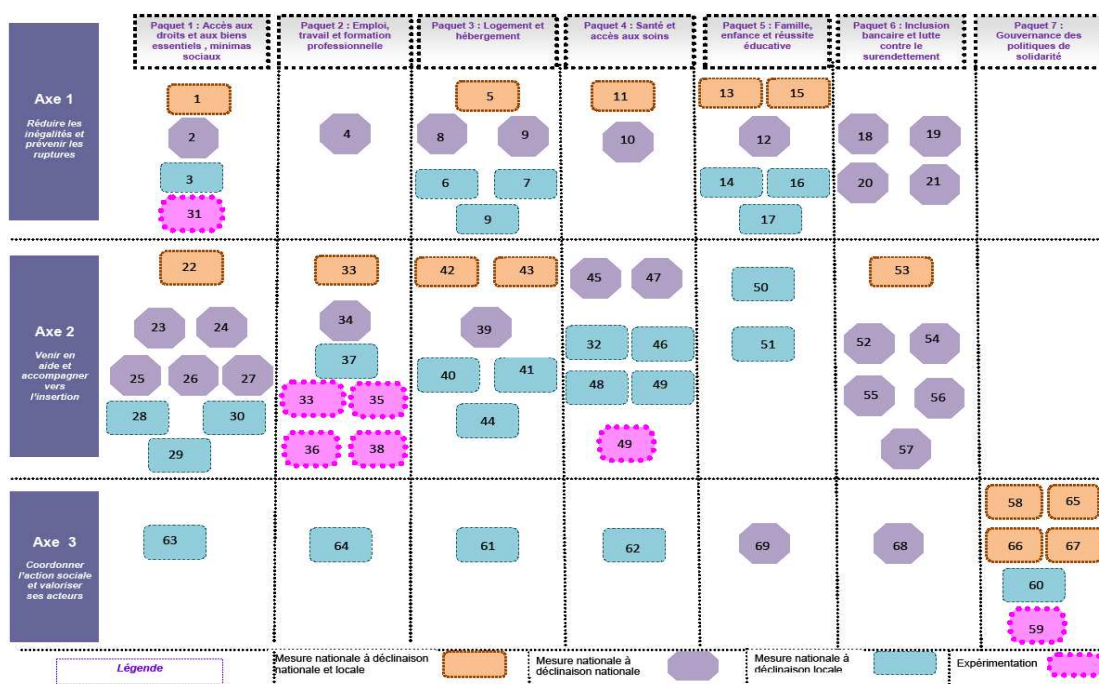 Paquet 1 : Accès aux
droits et aux biens
essentiels , minimas
sociaux
Paquet 2 : Emploi,
travail et formation
professionnelle
Paquet 3 : Logement et
hébergement
Paquet 4 : Santé et
accès aux soins
Paquet 5 : Famille,
enfance et réussite
éducative
Paquet 6 : Inclusion
bancaire et lutte
contre le
surendettement
Paquet 7 :
Gouvernance des
politiques de
solidarité
Axe 1
Réduire les
inégalités et
prévenir les
ruptures
1
2
3
31
4
5
8 9
6 7
9
11
10
13 15
12
14 16
17
18 19
20 21
Axe 2
Venir en
aide et
accompagner
vers
l'insertion
22
23 24
25 26 27
28 30
29
33
34
37
33 35
36 38
42 43
39
40 41
44
45 47
32 46
48 49
49
50
51
53
52 54
55 56
57
Axe 3
Coordonner
l'action sociale
et valoriser
ses acteurs
63
64
61
62
69
68
58 65
66 67
60
59
Légende
Mesure nationale à déclinaison
nationale et locale
Mesure nationale à
déclinaison nationale
Mesure nationale à
déclinaison locale
Expérimentation